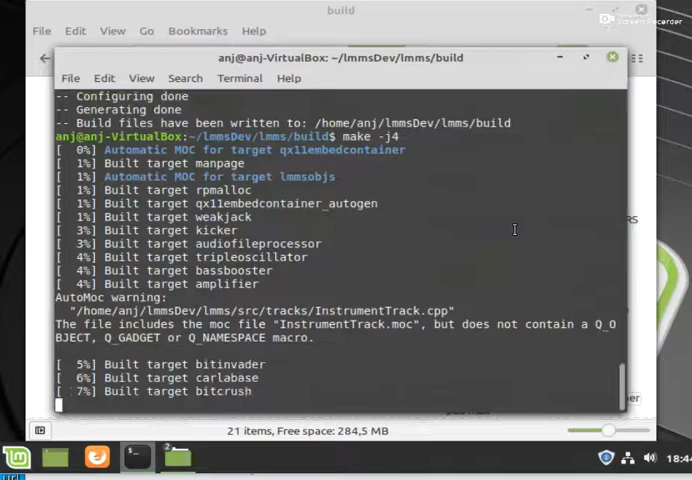 build
Screen Recorder
File Edit View Go Bookmarks Help
anj@anj-VirtualBox: ~/lmmsDev/lmms/build
File Edit View Search Terminal Help
-- Configuring done
-- Generating done
-- Build files have been written to: /home/anj/lmmsDev/lmms/build
anj@anj-VirtualBox:~/lmmsDev/lmms/build$ make -j4
[  0%] Automatic MOC for target qx11embedcontainer
[  1%] Built target manpage
[  1%] Automatic MOC for target lmmsobjs
[  1%] Built target rpmalloc
[  1%] Built target qx11embedcontainer_autogen
[  1%] Built target weakjack
[  3%] Built target kicker
[  3%] Built target audiofileprocessor
[  4%] Built target tripleoscillator
[  4%] Built target bassbooster
[  4%] Built target amplifier
AutoMoc warning:
"/home/anj/lmmsDev/lmms/src/tracks/InstrumentTrack.cpp"
The file includes the moc file "InstrumentTrack.moc", but does not contain a Q_O
BJECT, Q_GADGET or Q_NAMESPACE macro.
[  5%] Built target bitinvader
[  6%] Built target carlabase
[  7%] Built target bitcrush
RS
er
21 items, Free space: 284,5 MB
2
18:44